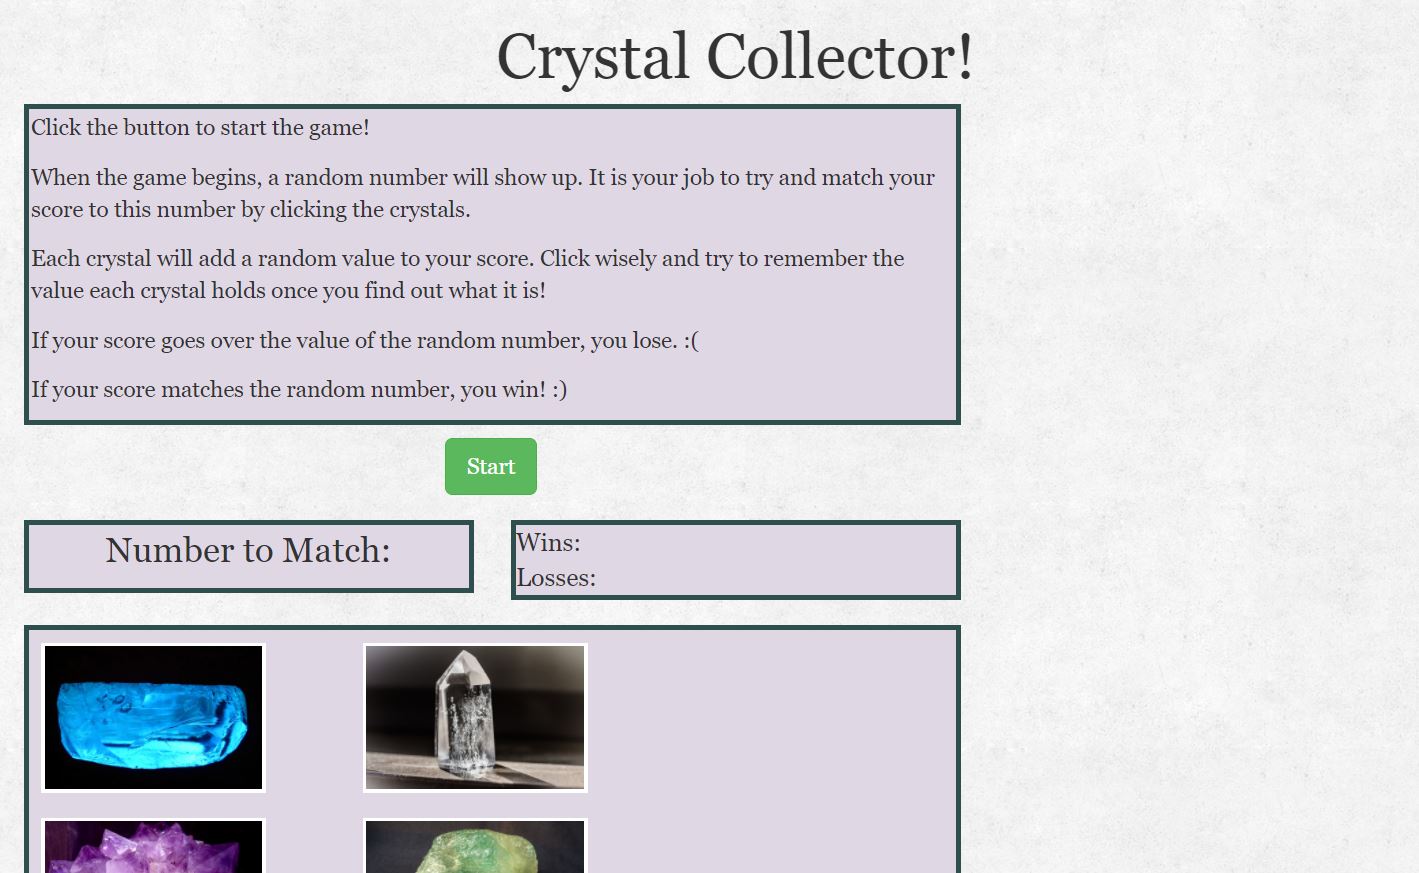 Crystal Collector!
Click the button to start the game!
When the game begins, a random number will show up. It is your job to try and match your
score to this number by clicking the crystals.
Each crystal will add a random value to your score. Click wisely and try to remember the
value each crystal holds once you find out what it is!
If your score goes over the value of the random number, you lose. :(
If your score matches the random number, you win! :)
Start
Number to Match:
Wins:
Losses: